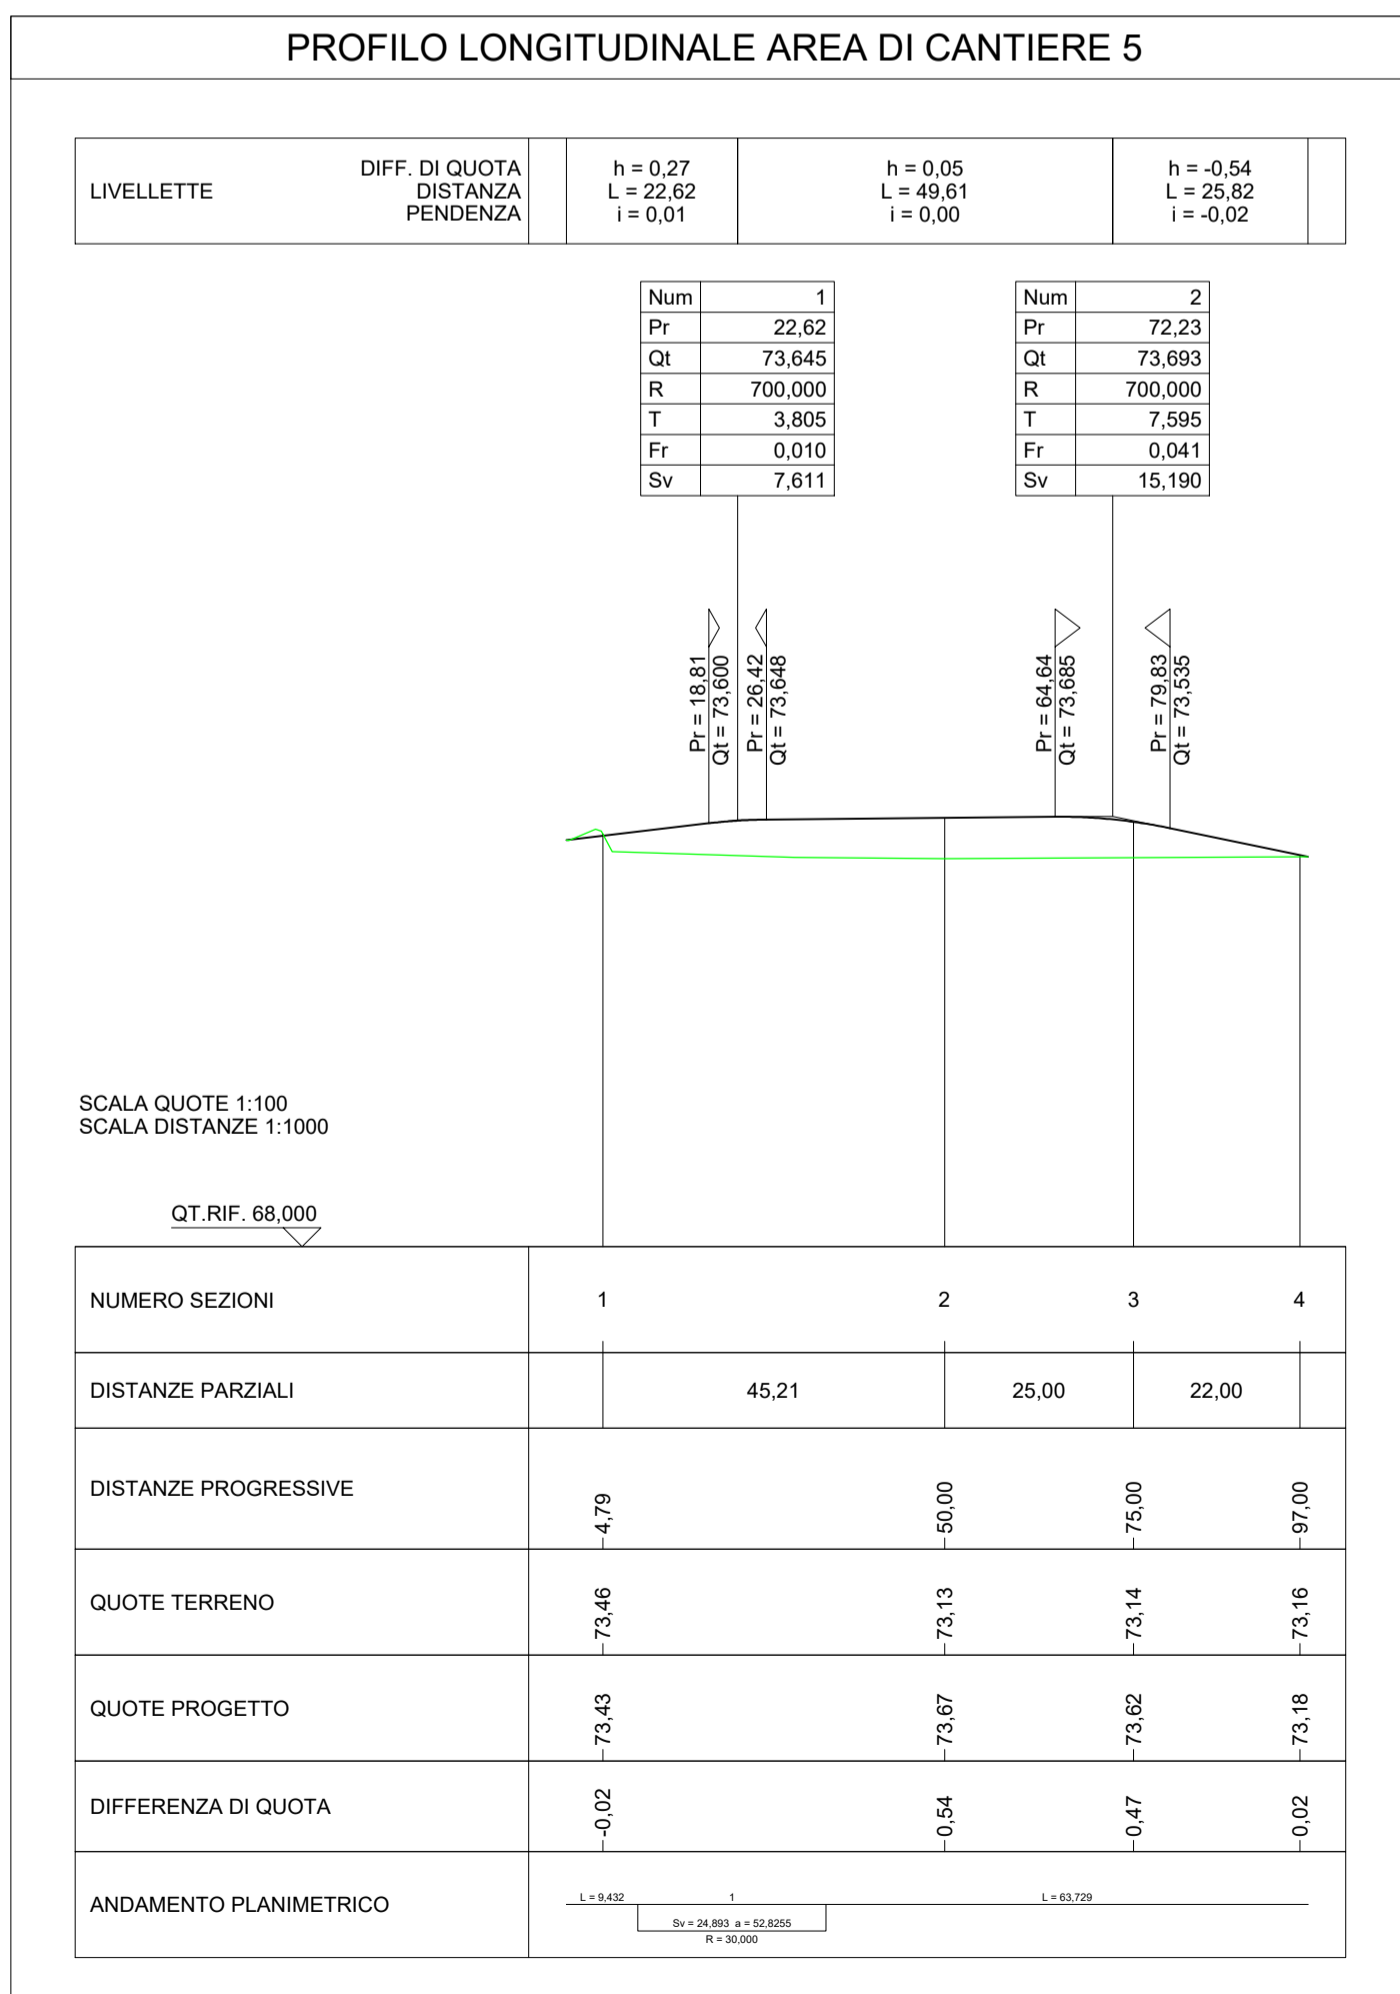 PROFILO LONGITUDINALE AREA DI CANTIERE 5
LIVELLETTE
DIFF. DI QUOTA
DISTANZA
PENDENZA
h = 0,27
L = 22,62
i = 0,01
h = 0,05
L = 49,61
i = 0,00
h = -0,54
L = 25,82
i = -0,02
Num 1
Pr 22,62
Qt 73,645
R 700,000
T 3,805
Fr 0,010
Sv 7,611
Num 2
Pr 72,23
Qt 73,693
R 700,000
T 7,595
Fr 0,041
Sv 15,190
Pr = 18,81
Qt = 73,600
Pr = 26,42
Qt = 73,648
Pr = 64,64
Qt = 73,685
Pr = 79,83
Qt = 73,535
SCALA QUOTE 1:100
SCALA DISTANZE 1:1000
QT.RIF. 68,000
NUMERO SEZIONI 1 2 3 4
DISTANZE PARZIALI 45,21 25,00 22,00
DISTANZE PROGRESSIVE 4,79 50,00 75,00 97,00
QUOTE TERRENO 73,46 73,13 73,14 73,16
QUOTE PROGETTO 73,43 73,67 73,62 73,18
DIFFERENZA DI QUOTA -0,02 0,54 0,47 0,02
ANDAMENTO PLANIMETRICO
L = 9,432 1 L = 63,729
Sv = 24,893 a = 52,8255
R = 30,000